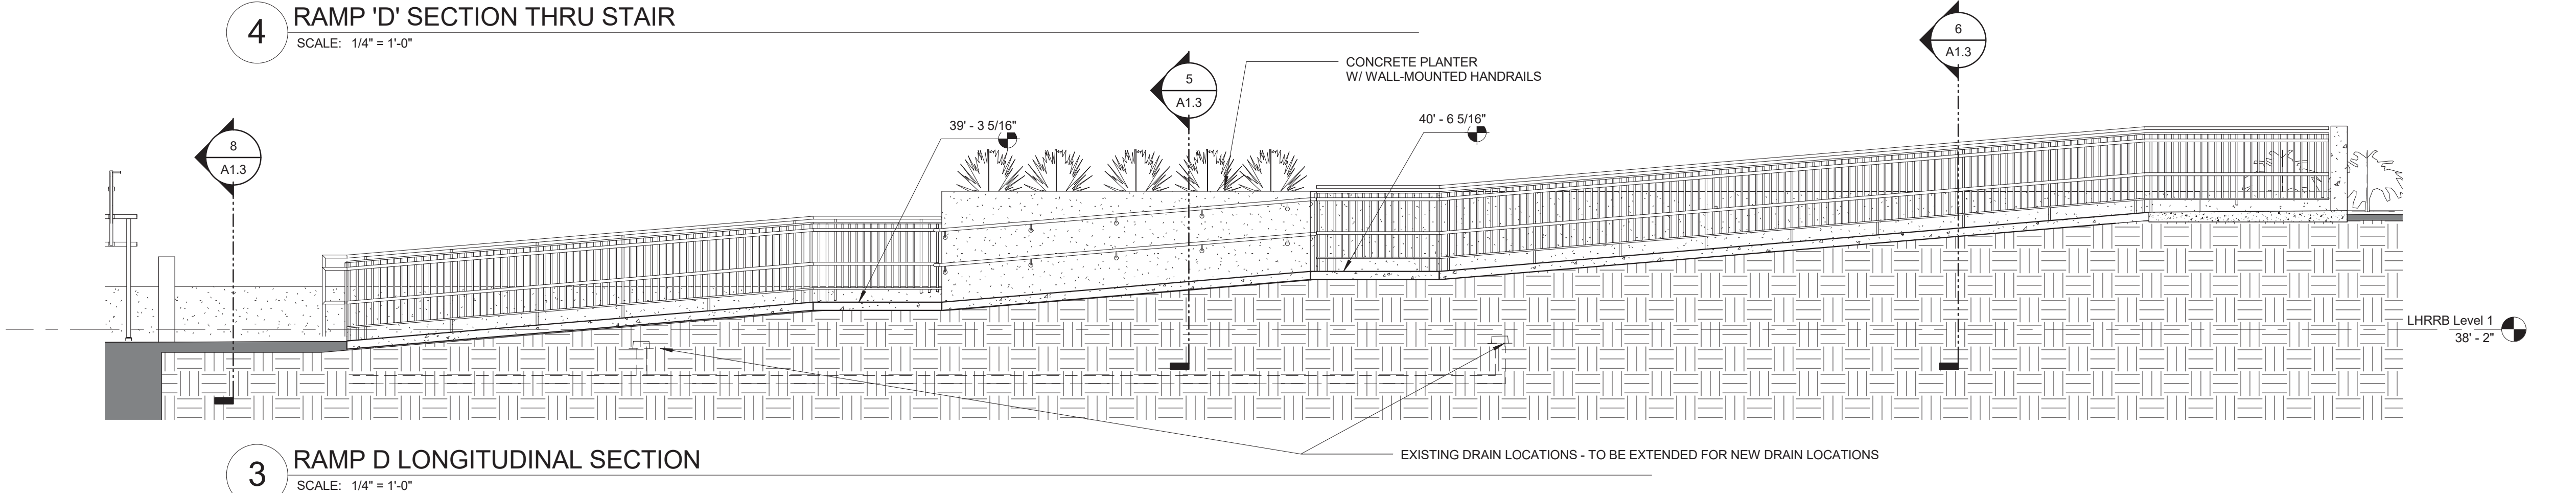 4
RAMP 'D' SECTION THRU STAIR
SCALE: 1/4" = 1'-0"
6
A1.3
CONCRETE PLANTER
W/ WALL-MOUNTED HANDRAILS
5
A1.3
39' - 3 5/16"
40' - 6 5/16"
8
A1.3
LHRRB Level 1
38' - 2"
EXISTING DRAIN LOCATIONS - TO BE EXTENDED FOR NEW DRAIN LOCATIONS
3
RAMP D LONGITUDINAL SECTION
SCALE: 1/4" = 1'-0"